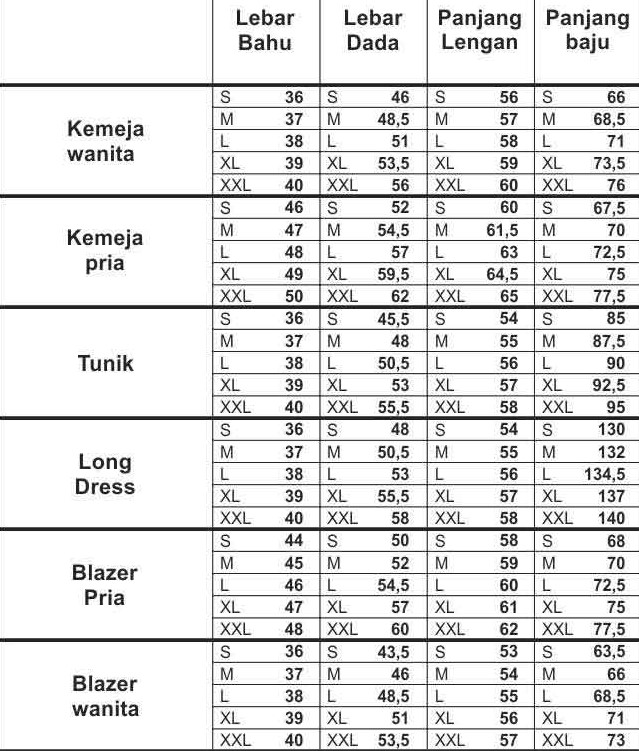 Lebar Bahu Lebar Dada Panjang Lengan Panjang baju
Kemeja wanita
S 36 S 46 S 56 S 66
M 37 M 48,5 M 57 M 68,5
L 38 L 51 L 58 L 71
XL 39 XL 53,5 XL 59 XL 73,5
XXL 40 XXL 56 XXL 60 XXL 76
Kemeja pria
S 46 S 52 S 60 S 67,5
M 47 M 54,5 M 61,5 M 70
L 48 L 57 L 63 L 72,5
XL 49 XL 59,5 XL 64,5 XL 75
XXL 50 XXL 62 XXL 65 XXL 77,5
Tunik
S 36 S 45,5 S 54 S 85
M 37 M 48 M 55 M 87,5
L 38 L 50,5 L 56 L 90
XL 39 XL 53 XL 57 XL 92,5
XXL 40 XXL 55,5 XXL 58 XXL 95
Long Dress
S 36 S 48 S 54 S 130
M 37 M 50,5 M 55 M 132
L 38 L 53 L 56 L 134,5
XL 39 XL 55,5 XL 57 XL 137
XXL 40 XXL 58 XXL 58 XXL 140
Blazer Pria
S 44 S 50 S 58 S 68
M 45 M 52 M 59 M 70
L 46 L 54,5 L 60 L 72,5
XL 47 XL 57 XL 61 XL 75
XXL 48 XXL 60 XXL 62 XXL 77,5
Blazer wanita
S 36 S 43,5 S 53 S 63,5
M 37 M 46 M 54 M 66
L 38 L 48,5 L 55 L 68,5
XL 39 XL 51 XL 56 XL 71
XXL 40 XXL 53,5 XXL 57 XXL 73